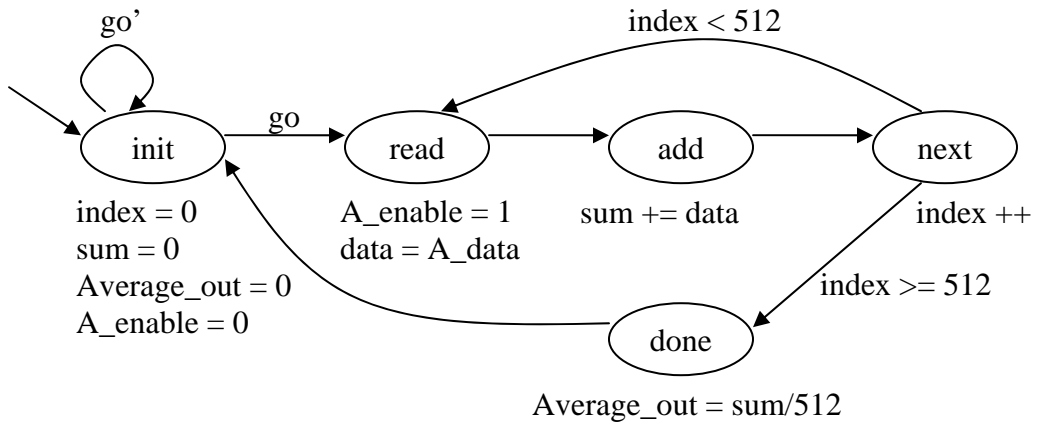 go’
index < 512
go
init
read
add
next
index = 0
sum = 0
Average_out = 0
A_enable = 0
A_enable = 1
data = A_data
sum += data
index ++
index >= 512
done
Average_out = sum/512